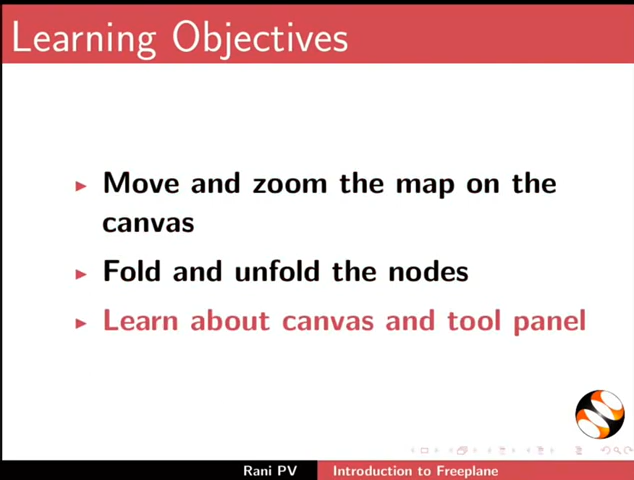 Learning Objectives
Move and zoom the map on the
canvas
Fold and unfold the nodes
Learn about canvas and tool panel
Rani PV Introduction to Freeplane